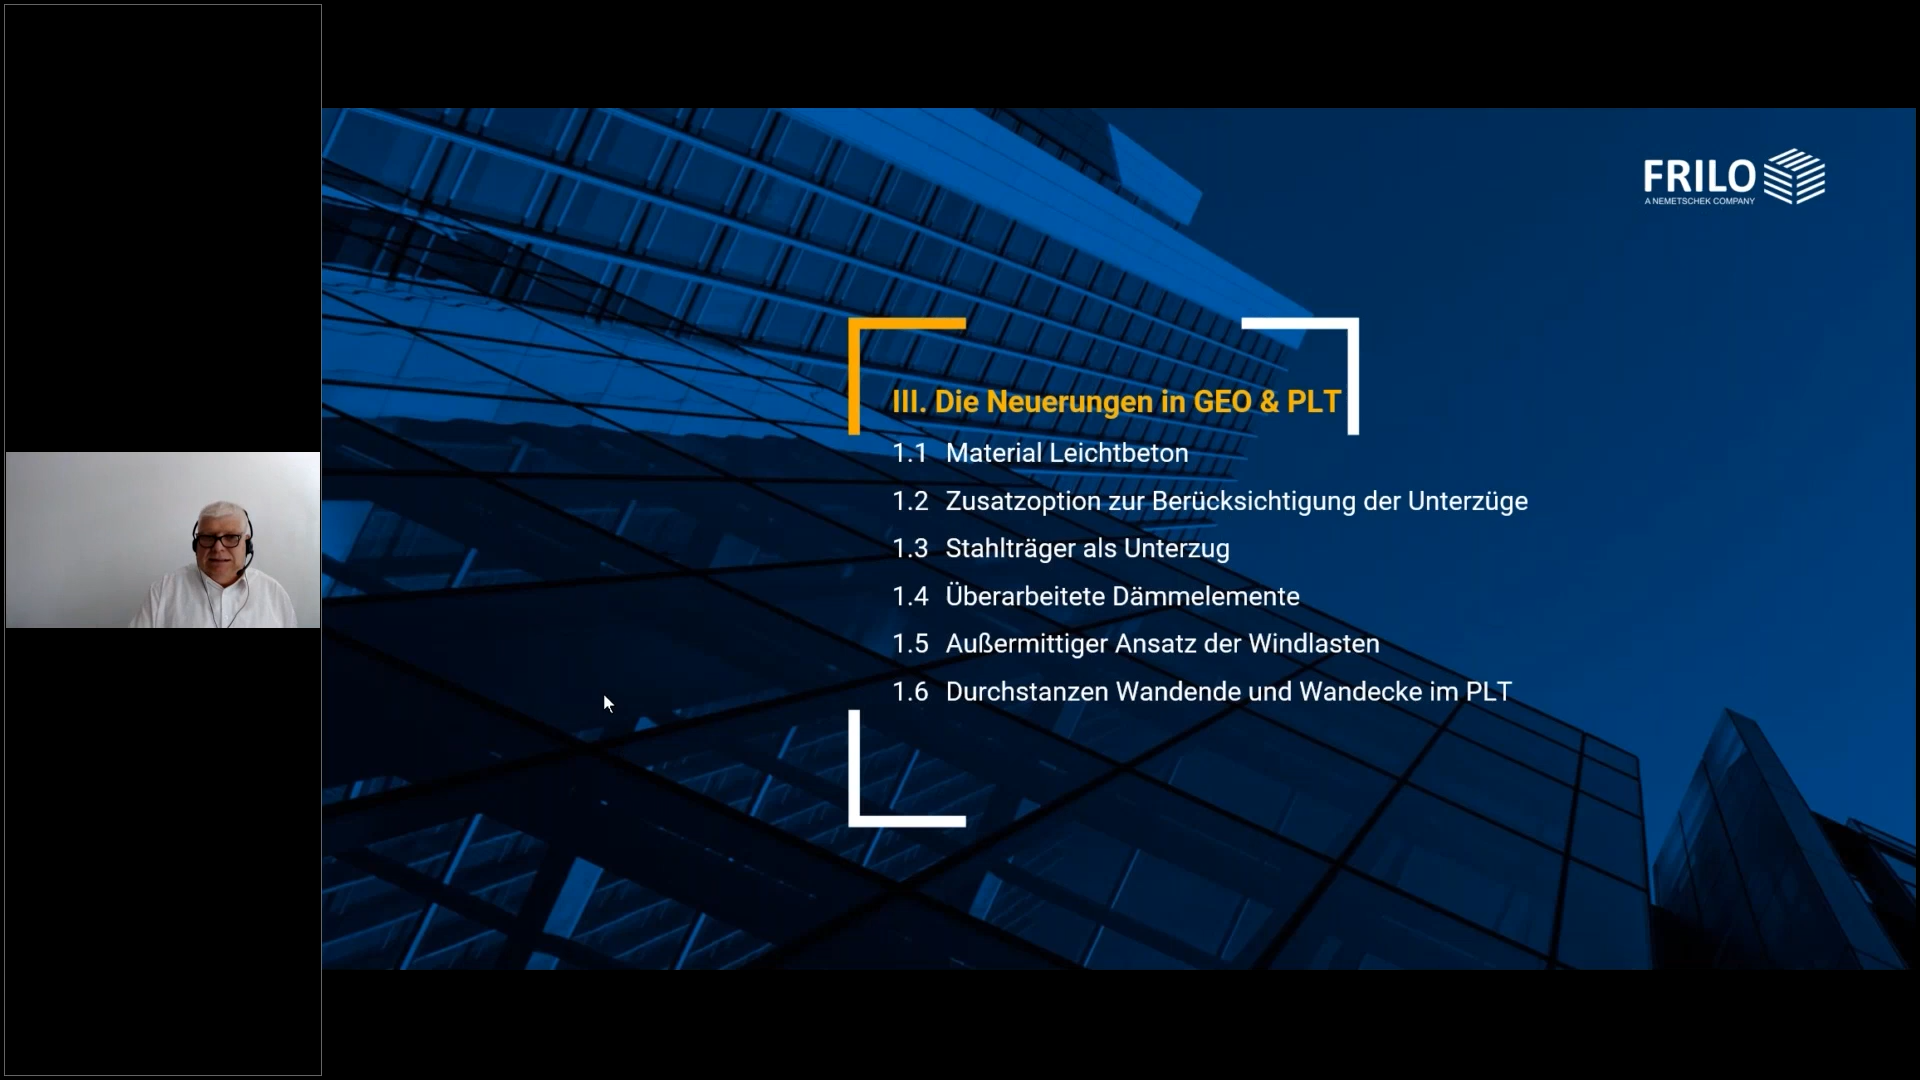 FRILO
A NEMETSCHEK COMPANY
III. Die Neuerungen in GEO & PLT
1.1 Material Leichtbeton
1.2 Zusatzoption zur Berücksichtigung der Unterzüge
1.3 Stahlträger als Unterzug
1.4 Überarbeitete Dämmelemente
1.5 Außermittiger Ansatz der Windlasten
1.6 Durchstanzen Wandende und Wandecke im PLT